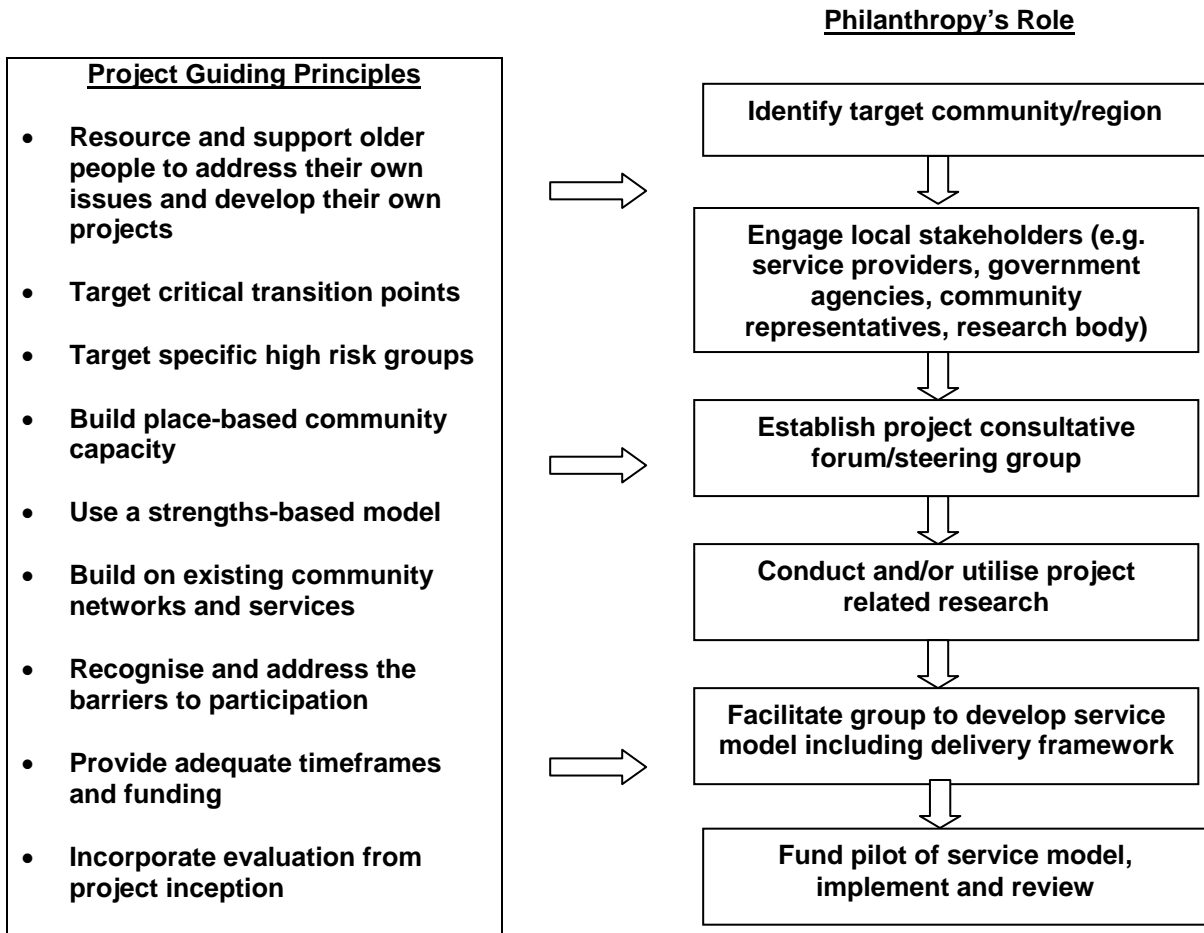 Project Guiding Principles
• Resource and support older
people to address their own
issues and develop their own
projects
• Target critical transition points
• Target specific high risk groups
• Build place-based community
capacity
• Use a strengths-based model
• Build on existing community
networks and services
• Recognise and address the
barriers to participation
• Provide adequate timeframes
and funding
• Incorporate evaluation from
project inception
Philanthropy’s Role
Identify target community/region
Engage local stakeholders (e.g.
service providers, government
agencies, community
representatives, research body)
Establish project consultative
forum/steering group
Conduct and/or utilise project
related research
Facilitate group to develop service
model including delivery framework
Fund pilot of service model,
implement and review